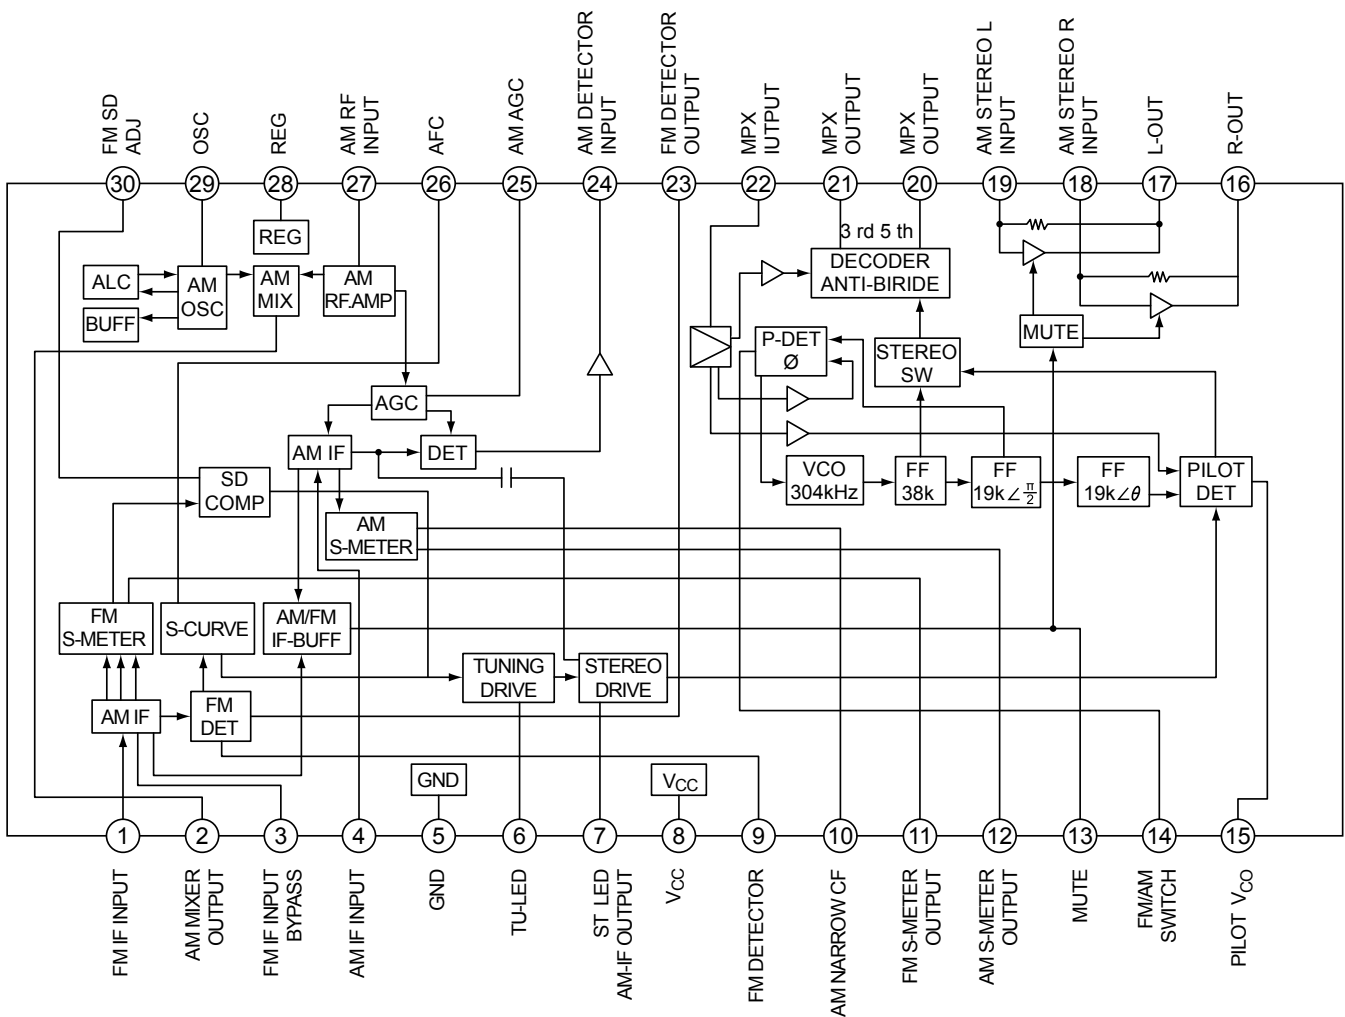 FM SD
ADJ
OSC
REG
AM RF
INPUT
AFC
AM AGC
AM DETECTOR
INPUT
FM DETECTOR
OUTPUT
MPX
IUTPUT
MPX
OUTPUT
MPX
OUTPUT
AM STEREO L
INPUT
AM STEREO R
INPUT
L-OUT
R-OUT
30
29
28
27
26
25
24
23
22
21
20
19
18
17
16
REG
3 rd 5 th
ALC
AM
OSC
AM
MIX
AM
RF.AMP
BUFF
DECODER
ANTI-BIRIDE
MUTE
P-DET
Ø
STEREO
SW
AGC
AM IF
DET
SD
COMP
VCO
304kHz
FF
38k
FF
19k∠π/2
FF
19k∠θ
PILOT
DET
AM
S-METER
FM
S-METER
S-CURVE
AM/FM
IF-BUFF
TUNING
DRIVE
STEREO
DRIVE
AM IF
FM
DET
GND
VCC
1
2
3
4
5
6
7
8
9
10
11
12
13
14
15
FM IF INPUT
AM MIXER
OUTPUT
FM IF INPUT
BYPASS
AM IF INPUT
GND
TU-LED
ST LED
AM-IF OUTPUT
VCC
FM DETECTOR
AM NARROW CF
FM S-METER
OUTPUT
AM S-METER
OUTPUT
MUTE
FM/AM
SWITCH
PILOT VCO